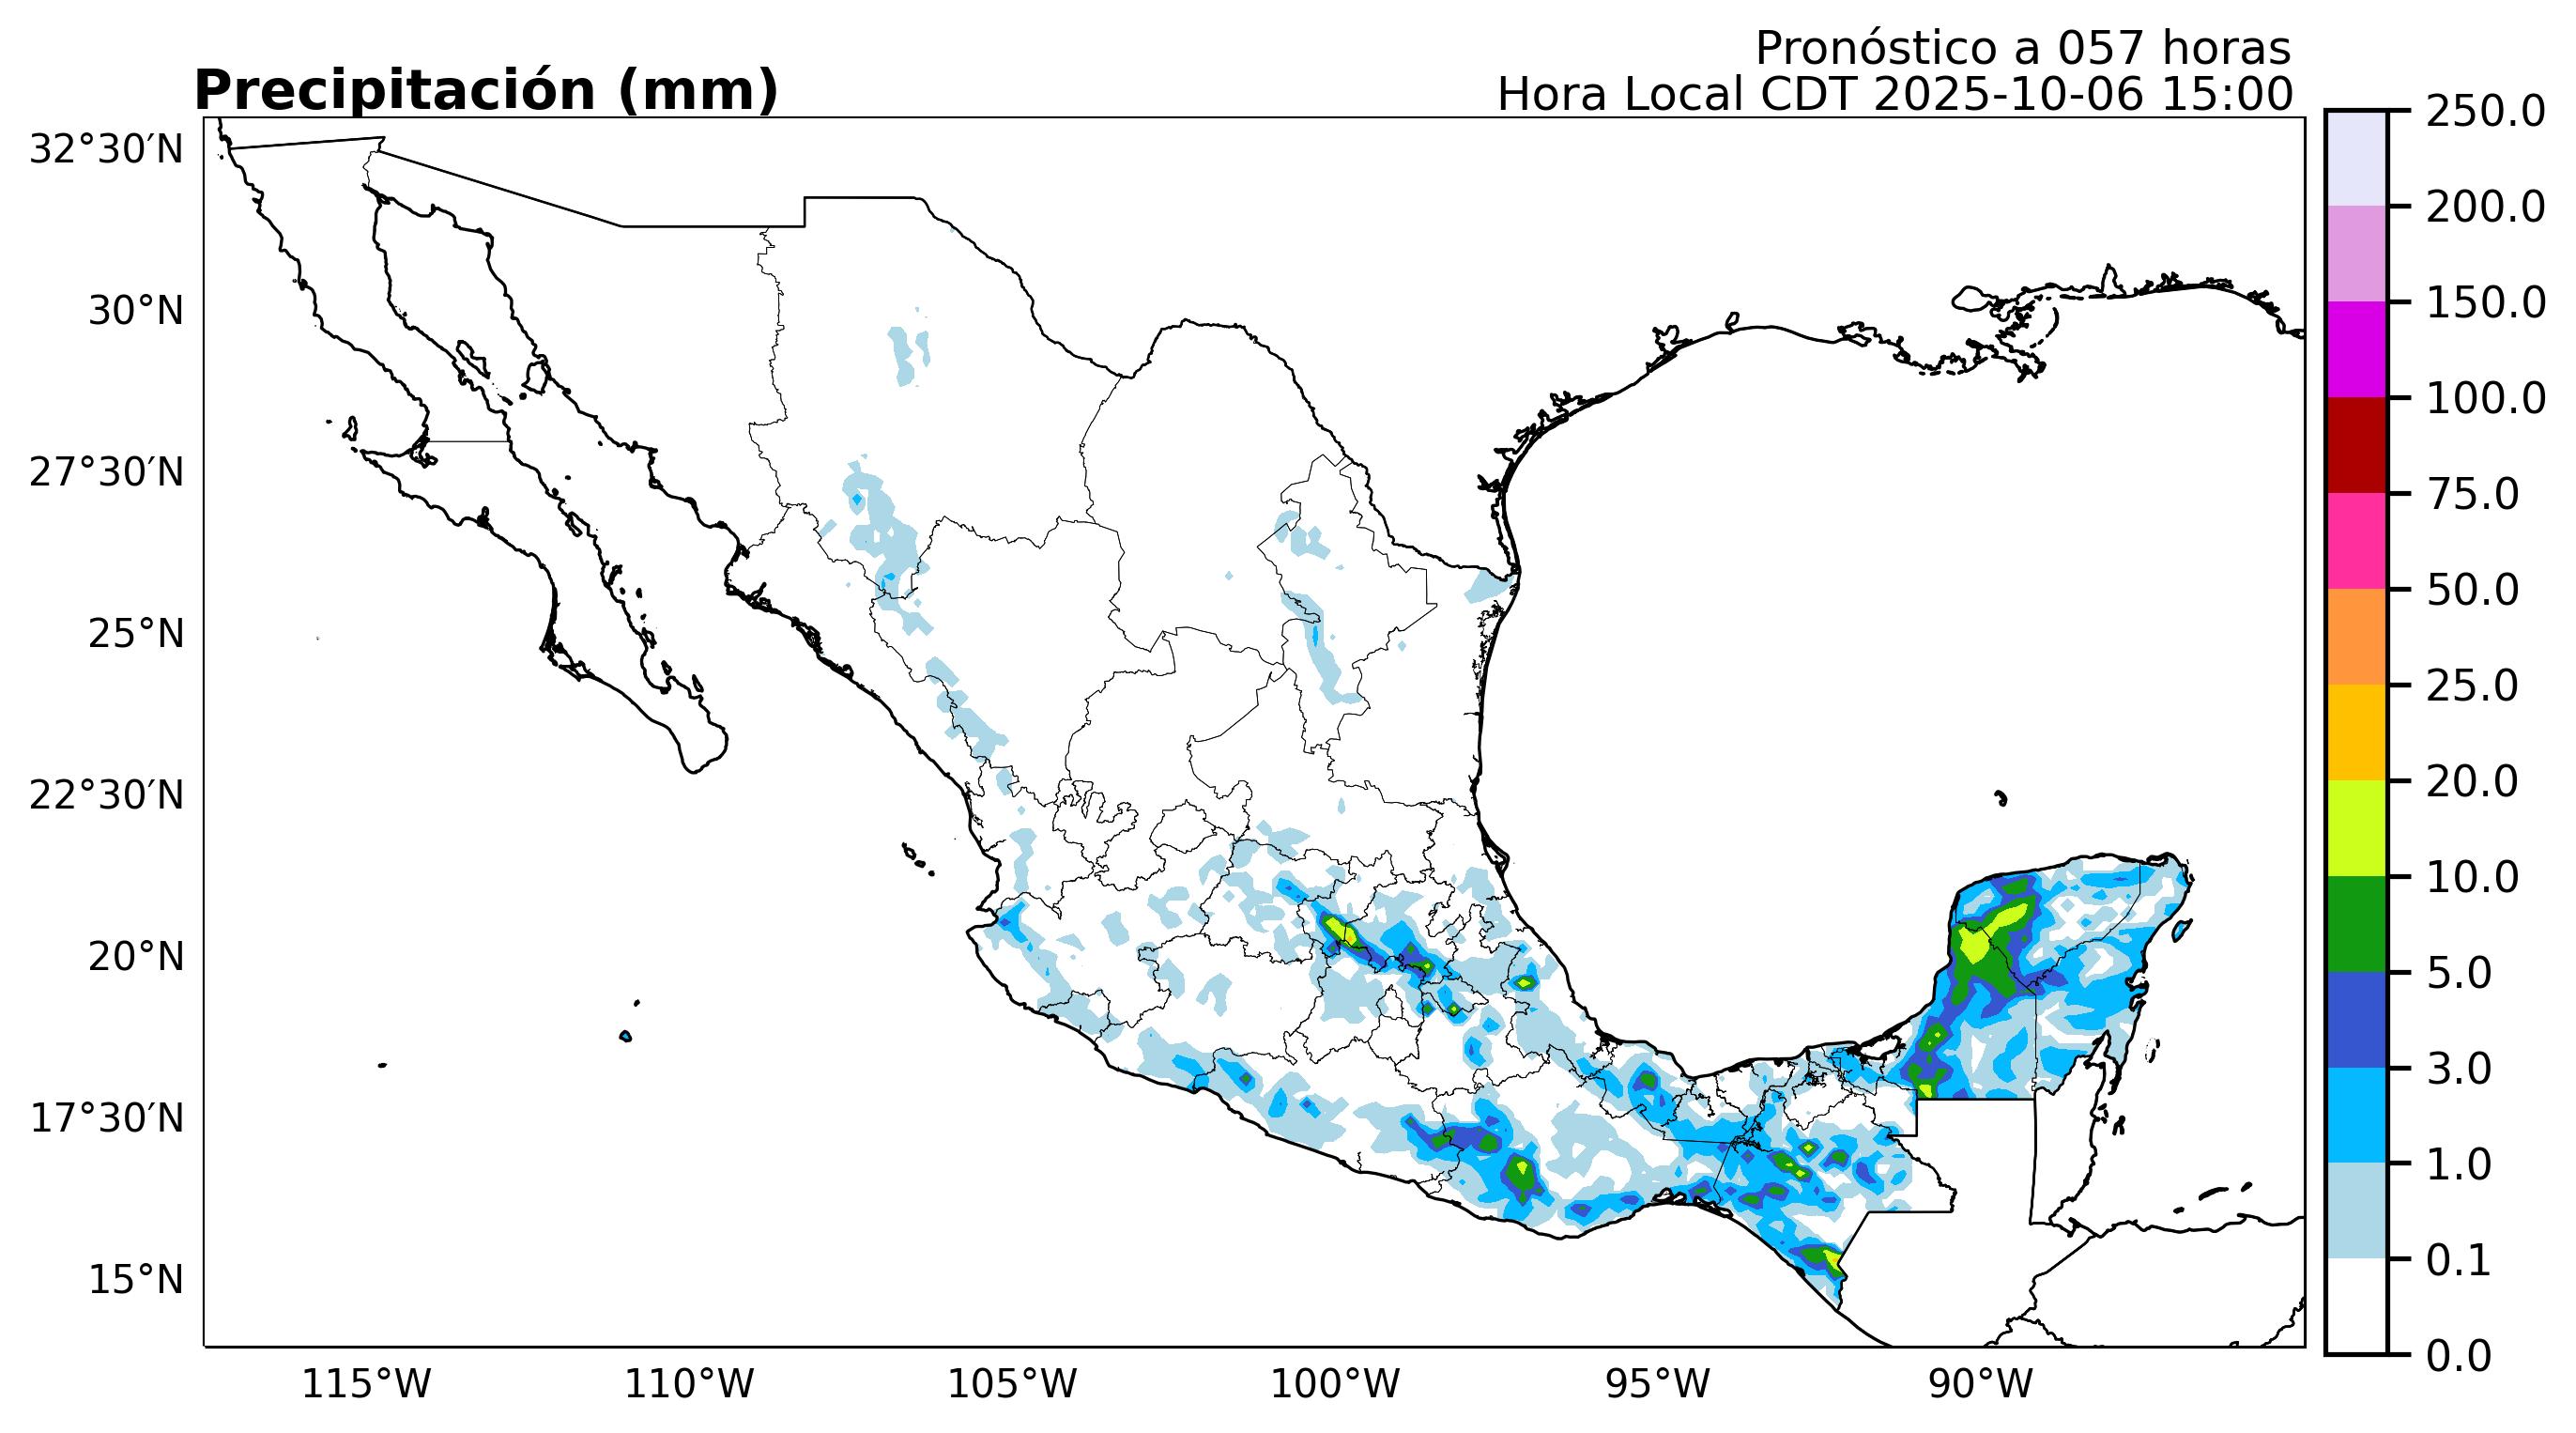 Pronóstico a 057 horas
Precipitación (mm)
Hora Local CDT 2025-10-06 15:00
32°30′N
30°N
27°30′N
25°N
22°30′N
20°N
17°30′N
15°N
115°W
110°W
105°W
100°W
95°W
90°W
250.0
200.0
150.0
100.0
75.0
50.0
25.0
20.0
10.0
5.0
3.0
1.0
0.1
0.0